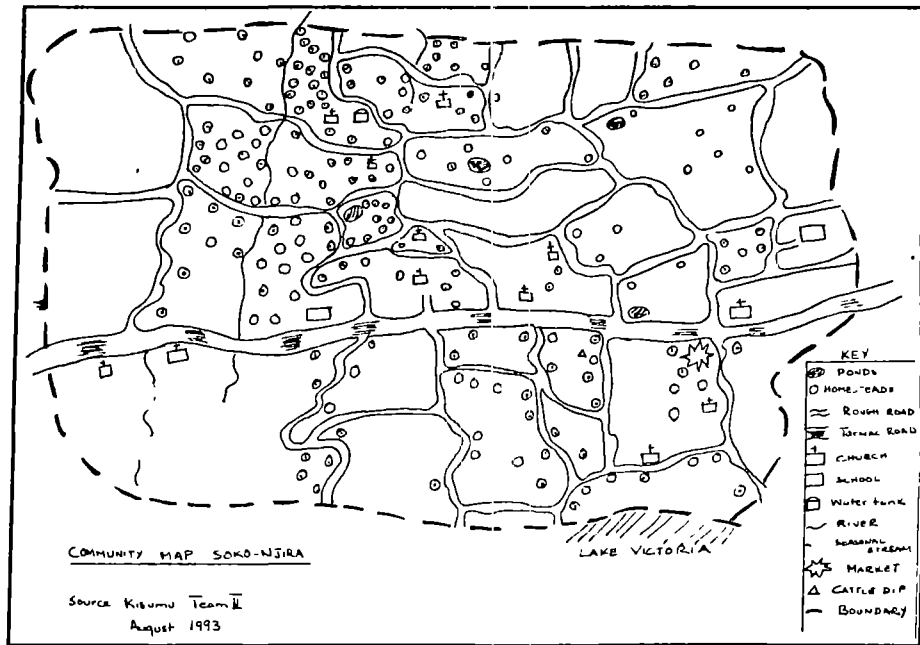 KEY
PONDS
HOMESTEADS
ROUGH ROAD
TARMAC ROAD
CHURCH
SCHOOL
Water tank
RIVER
SEASONAL STREAM
MARKET
CATTLE DIP
BOUNDARY
LAKE VICTORIA
COMMUNITY MAP SOKO-NJIRA
Source Kisumu Team II
August 1993